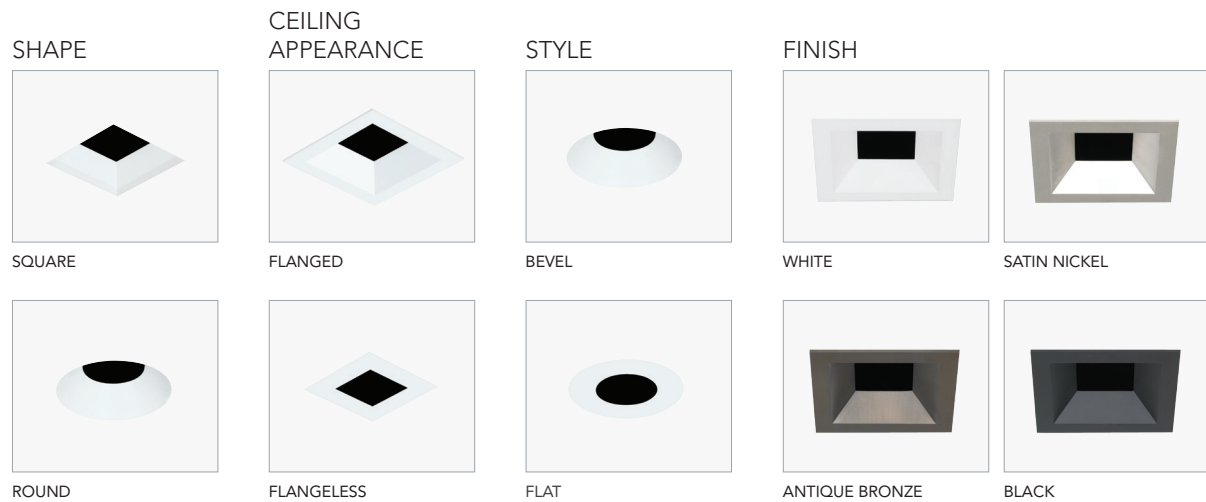 SHAPE
CEILING
APPEARANCE
STYLE
FINISH
SQUARE
FLANGED
BEVEL
WHITE
SATIN NICKEL
ROUND
FLANGELESS
FLAT
ANTIQUE BRONZE
BLACK